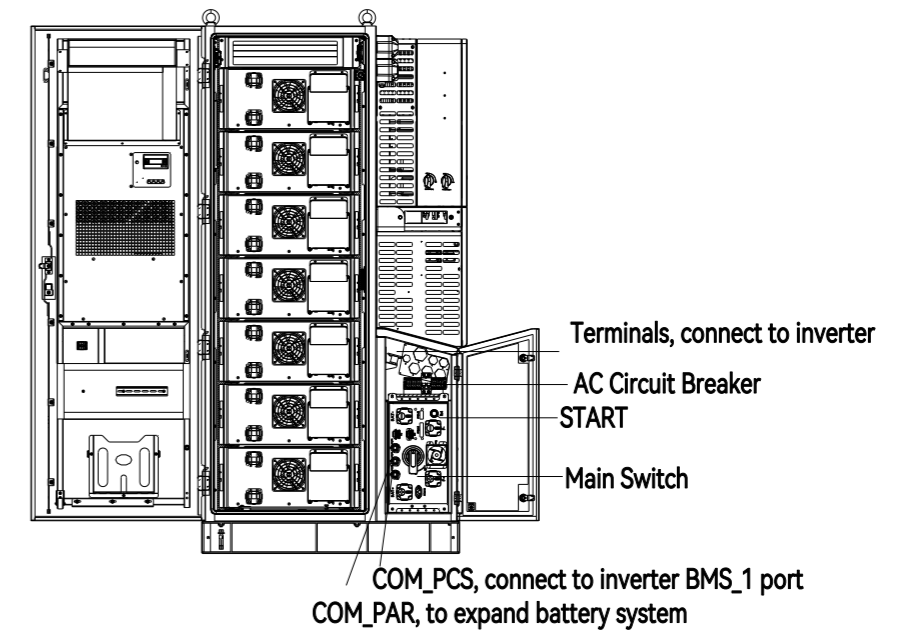 Terminals, connect to inverter
AC Circuit Breaker
START
Main Switch
COM_PCS, connect to inverter BMS_1 port
COM_PAR, to expand battery system